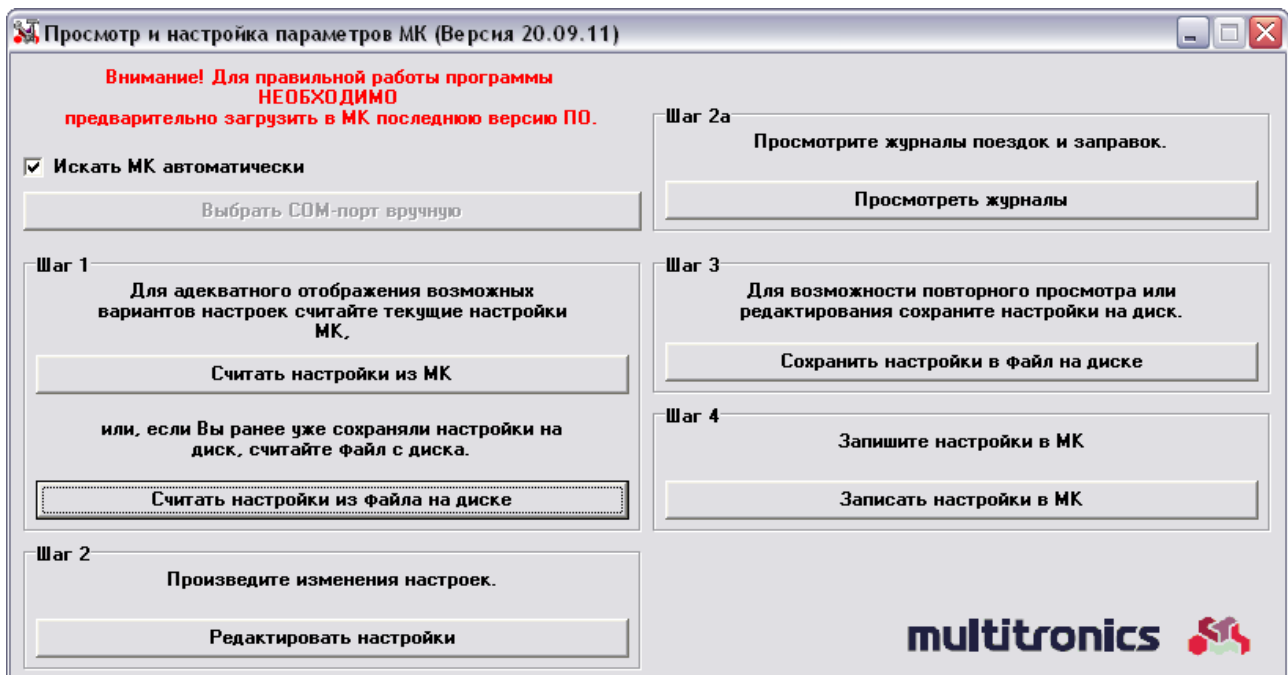 Просмотр и настройка параметров МК (Версия 20.09.11)
Внимание! Для правильной работы программы
НЕОБХОДИМО
предварительно загрузить в МК последнюю версию ПО.
Искать МК автоматически
Выбрать COM-порт вручную
Шаг 1
Для адекватного отображения возможных
вариантов настроек считайте текущие настройки
МК,
Считать настройки из МК
или, если Вы ранее уже сохраняли настройки на
диск, считайте файл с диска.
Считать настройки из файла на диске
Шаг 2
Произведите изменения настроек.
Редактировать настройки
Шаг 2а
Просмотрите журналы поездок и заправок.
Просмотреть журналы
Шаг 3
Для возможности повторного просмотра или
редактирования сохраните настройки на диск.
Сохранить настройки в файл на диске
Шаг 4
Запишите настройки в МК
Записать настройки в МК
multitronics